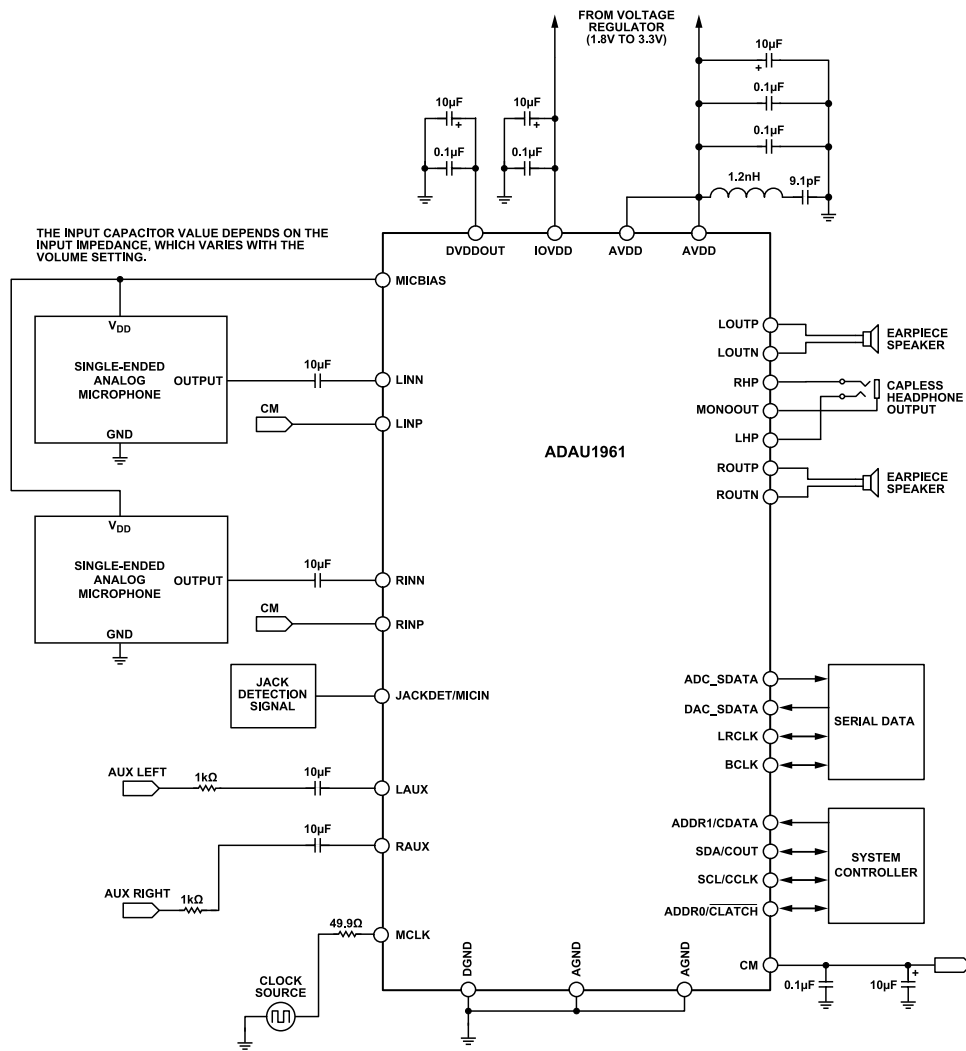 FROM VOLTAGE
REGULATOR
(1.8V TO 3.3V)
10µF
+
0.1µF
0.1µF
1.2nH
9.1pF
10µF
+
0.1µF
10µF
+
0.1µF
THE INPUT CAPACITOR VALUE DEPENDS ON THE
INPUT IMPEDANCE, WHICH VARIES WITH THE
VOLUME SETTING.
DVDDOUT
IOVDD
AVDD
AVDD
MICBIAS
VDD
SINGLE-ENDED
ANALOG
MICROPHONE
OUTPUT
GND
10µF
LINN
CM
LINP
VDD
SINGLE-ENDED
ANALOG
MICROPHONE
OUTPUT
GND
10µF
RINN
CM
RINP
JACK
DETECTION
SIGNAL
JACKDET/MICIN
AUX LEFT
1kΩ
10µF
LAUX
10µF
RAUX
AUX RIGHT
1kΩ
49.9Ω
MCLK
CLOCK
SOURCE
ADAU1961
LOUTP
LOUTN
EARPIECE
SPEAKER
RHP
MONOOUT
LHP
CAPLESS
HEADPHONE
OUTPUT
ROUTP
ROUTN
EARPIECE
SPEAKER
ADC_SDATA
DAC_SDATA
LRCLK
BCLK
SERIAL DATA
ADDR1/CDATA
SDA/COUT
SCL/CCLK
ADDR0/CLATCH
SYSTEM
CONTROLLER
CM
0.1µF
10µF
+
DGND
AGND
AGND